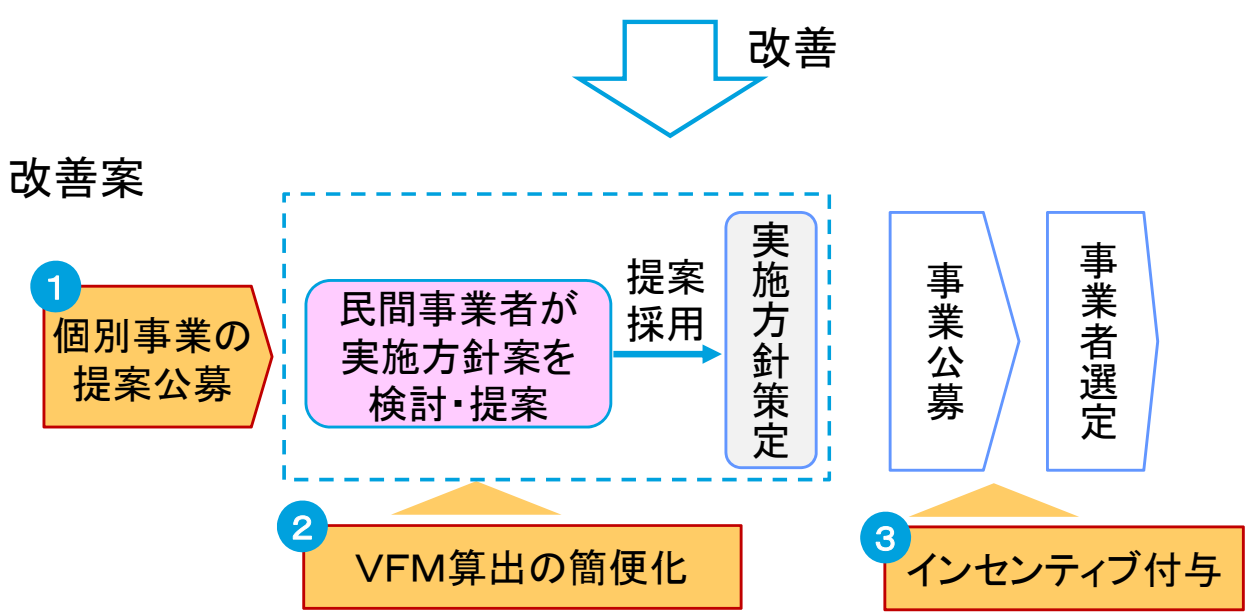 改善
改善案
1
個別事業の
提案公募
民間事業者が
実施方針案を
検討・提案
提案
採用
実施方針策定
事業公募
事業者選定
2
VFM算出の簡便化
3
インセンティブ付与